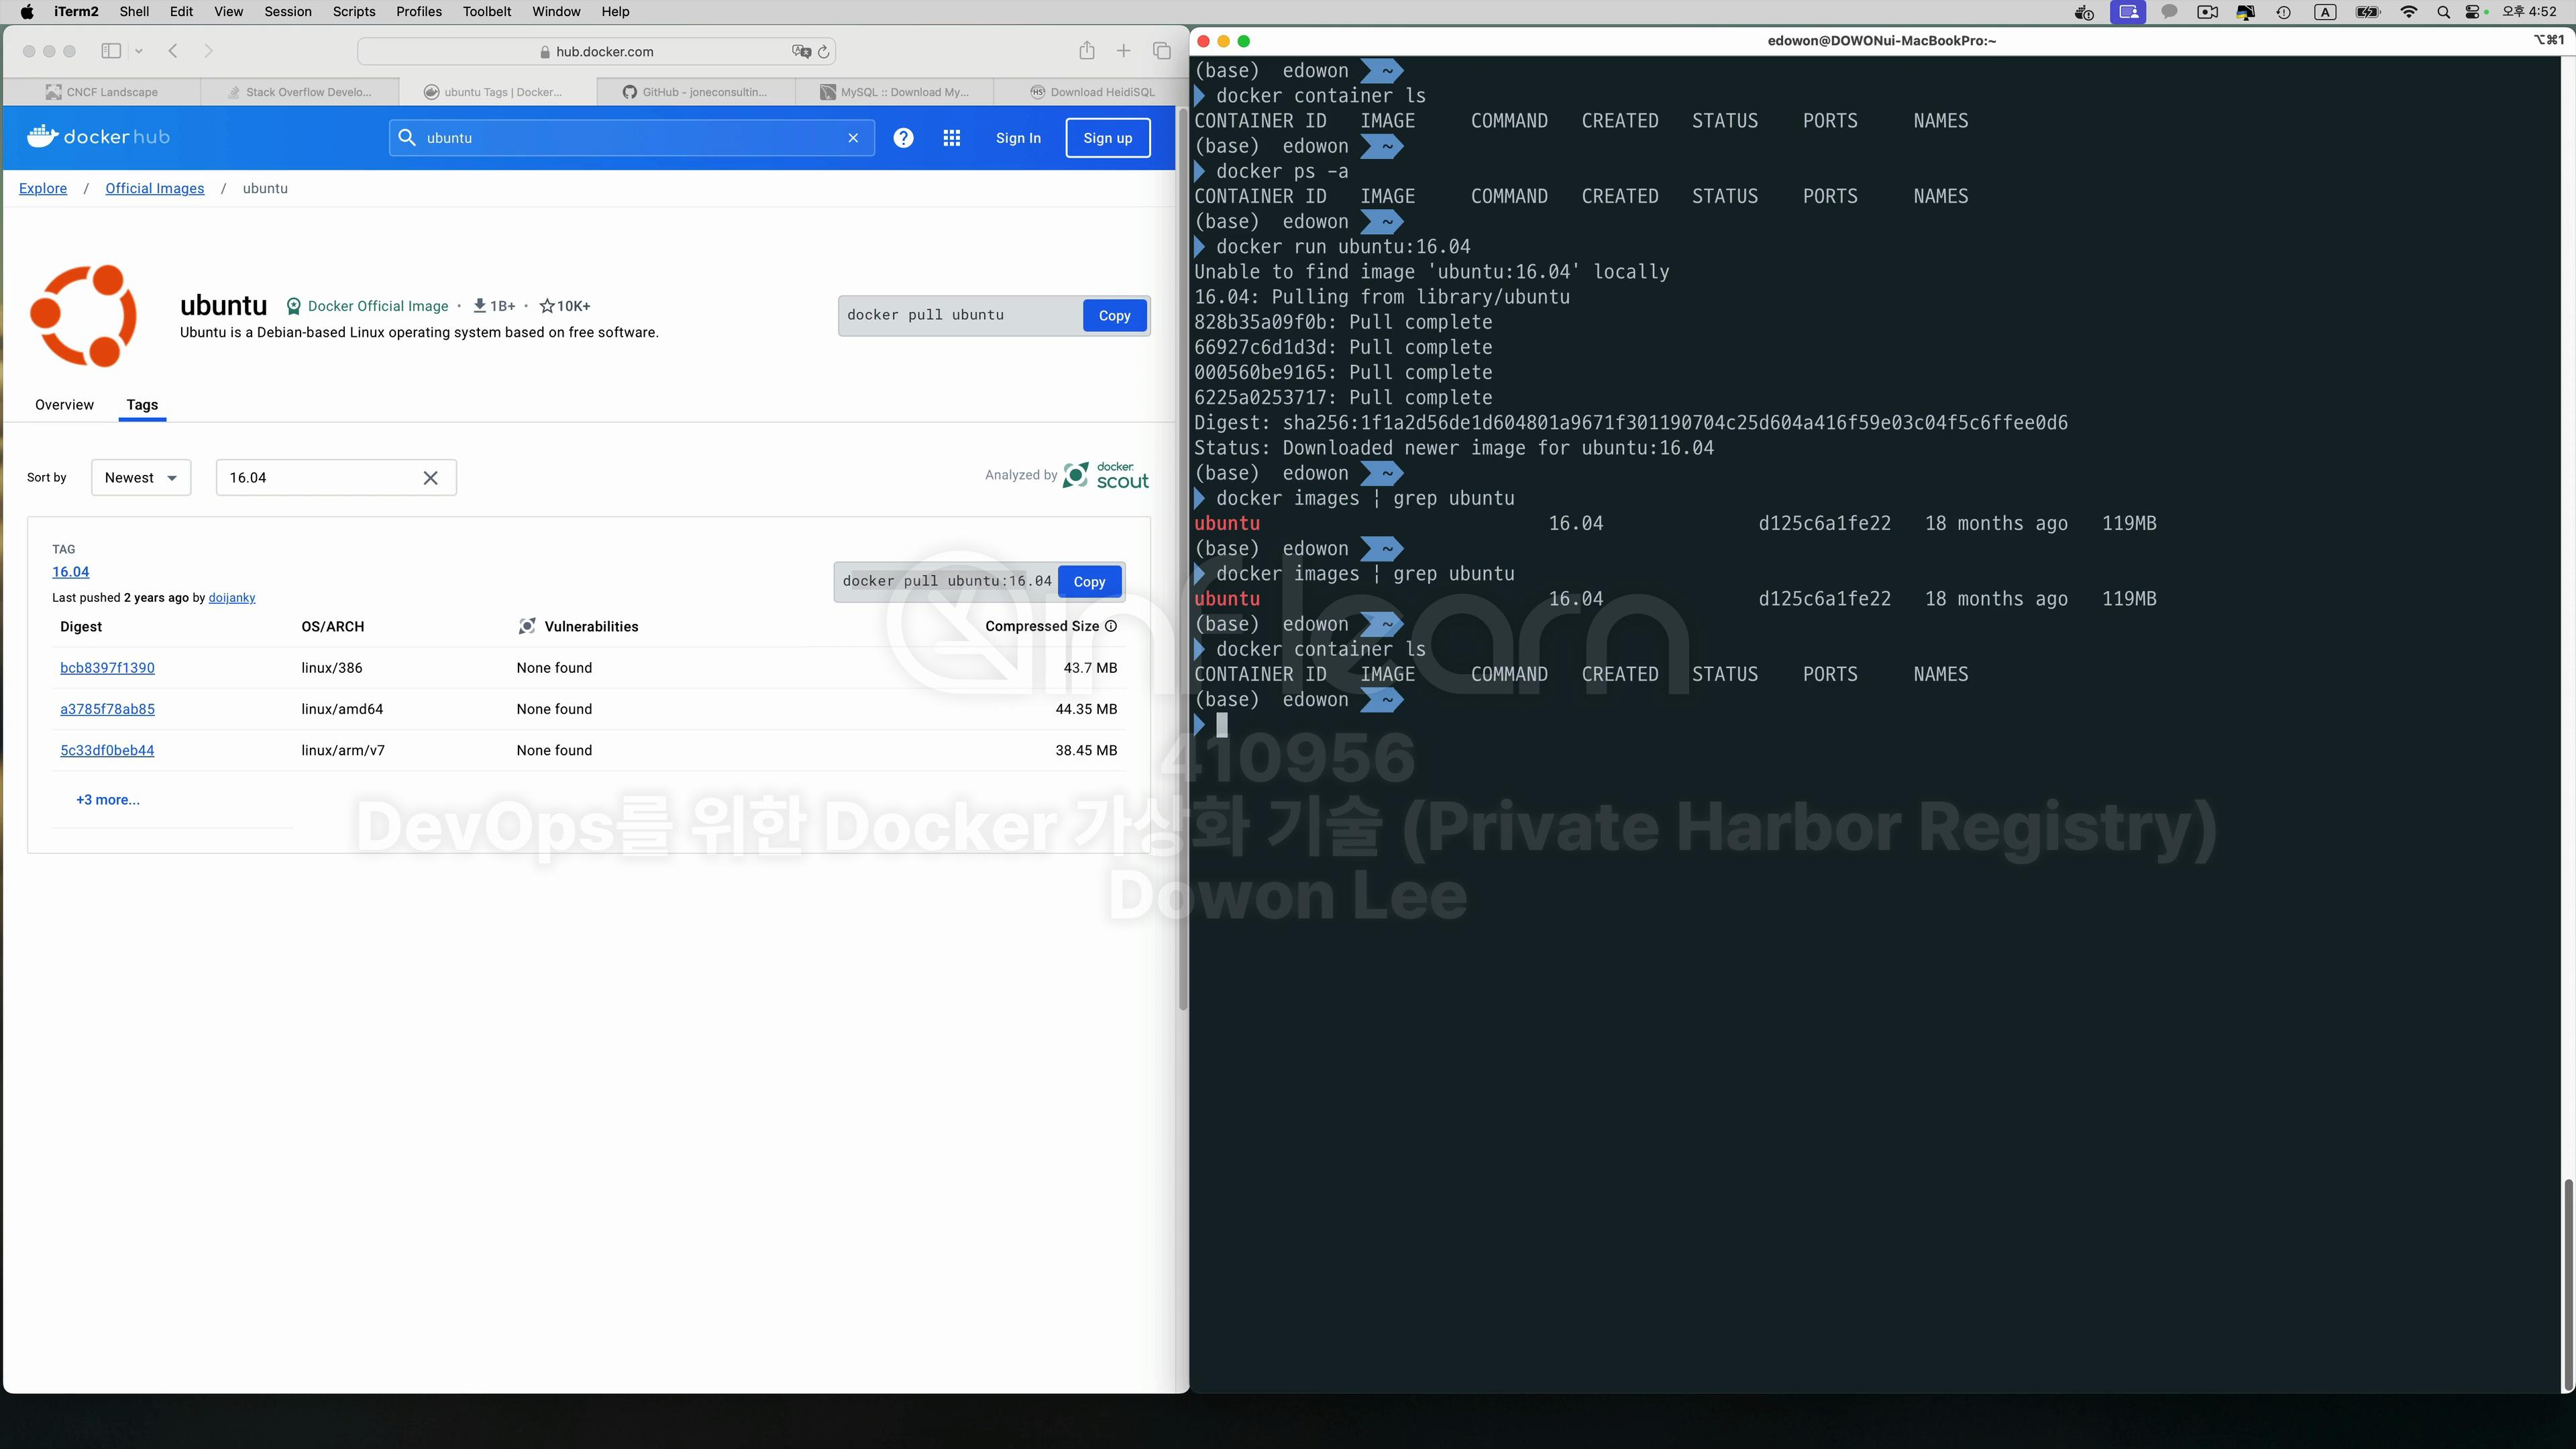 iTerm2 Shell Edit View Session Scripts Profiles Toolbelt Window Help
A 오후 4:52
hub.docker.com
CNCF Landscape
Stack Overflow Develo...
ubuntu Tags | Docker...
GitHub - joneconsultin...
MySQL :: Download My...
HS Download HeidiSQL
docker hub
ubuntu
Sign In
Sign up
Explore / Official Images / ubuntu
ubuntu Docker Official Image · 1B+ · 10K+
Ubuntu is a Debian-based Linux operating system based on free software.
docker pull ubuntu
Copy
Overview
Tags
Sort by
Newest
16.04
Analyzed by docker scout
TAG
16.04
Last pushed 2 years ago by doijanky
docker pull ubuntu:16.04
Copy
Digest OS/ARCH Vulnerabilities Compressed Size
bcb8397f1390 linux/386 None found 43.7 MB
a3785f78ab85 linux/amd64 None found 44.35 MB
5c33df0beb44 linux/arm/v7 None found 38.45 MB
+3 more...
edowon@DOWONui-MacBookPro:~
⌥⌘1
(base) edowon ~
docker container ls
CONTAINER ID IMAGE COMMAND CREATED STATUS PORTS NAMES
(base) edowon ~
docker ps -a
CONTAINER ID IMAGE COMMAND CREATED STATUS PORTS NAMES
(base) edowon ~
docker run ubuntu:16.04
Unable to find image 'ubuntu:16.04' locally
16.04: Pulling from library/ubuntu
828b35a09f0b: Pull complete
66927c6d1d3d: Pull complete
000560be9165: Pull complete
6225a0253717: Pull complete
Digest: sha256:1f1a2d56de1d604801a9671f301190704c25d604a416f59e03c04f5c6ffee0d6
Status: Downloaded newer image for ubuntu:16.04
(base) edowon ~
docker images | grep ubuntu
ubuntu 16.04 d125c6a1fe22 18 months ago 119MB
(base) edowon ~
docker images | grep ubuntu
ubuntu 16.04 d125c6a1fe22 18 months ago 119MB
(base) edowon ~
docker container ls
CONTAINER ID IMAGE COMMAND CREATED STATUS PORTS NAMES
(base) edowon ~
inflearn
410956
DevOps를 위한 Docker 가상화 기술 (Private Harbor Registry)
Dowon Lee